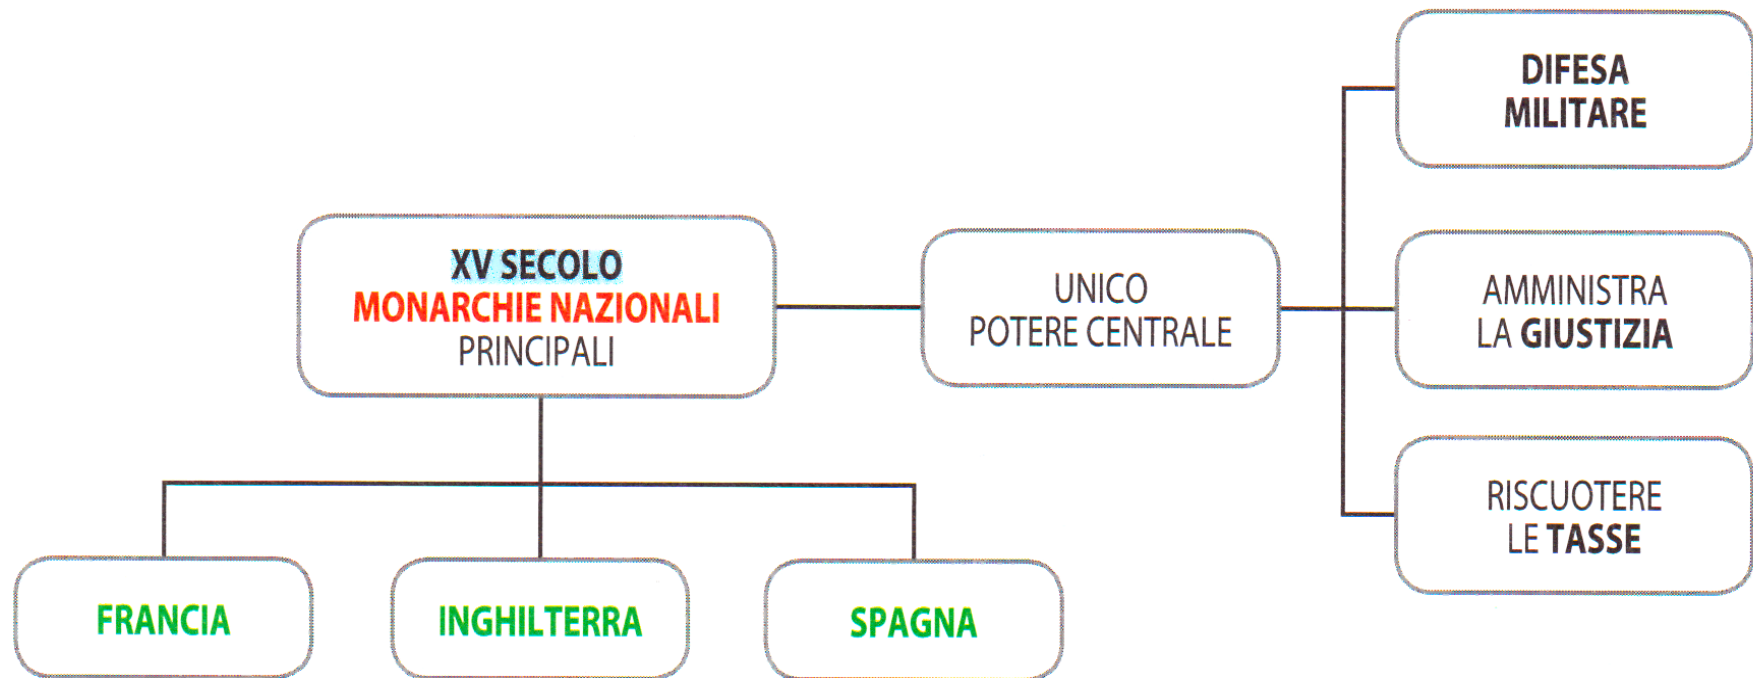 DIFESA
MILITARE
XV SECOLO
MONARCHIE NAZIONALI
PRINCIPALI
UNICO
POTERE CENTRALE
AMMINISTRA
LA GIUSTIZIA
RISCUOTERE
LE TASSE
FRANCIA
INGHILTERRA
SPAGNA